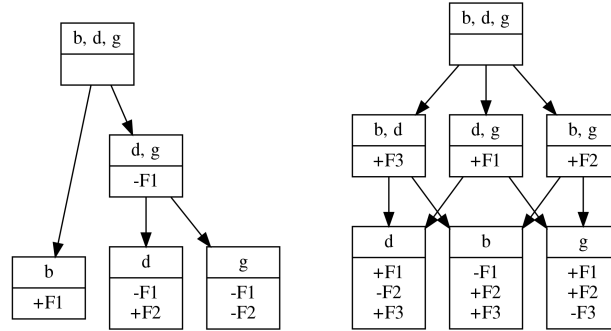 b, d, g
d, g
-F1
b
+F1
d
-F1
+F2
g
-F1
-F2
b, d, g
b, d
+F3
d, g
+F1
b, g
+F2
d
+F1
-F2
+F3
b
-F1
+F2
+F3
g
+F1
+F2
-F3